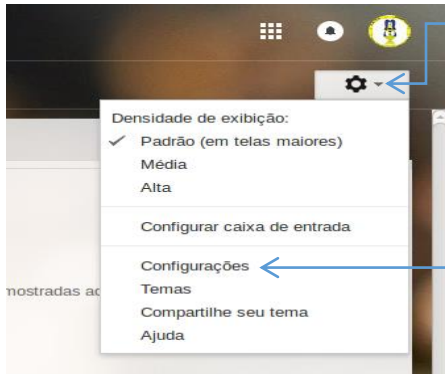 Densidade de exibição:
Padrão (em telas maiores)
Média
Alta
Configurar caixa de entrada
Configurações
mostradas
Temas
Compartilhe seu tema
Ajuda